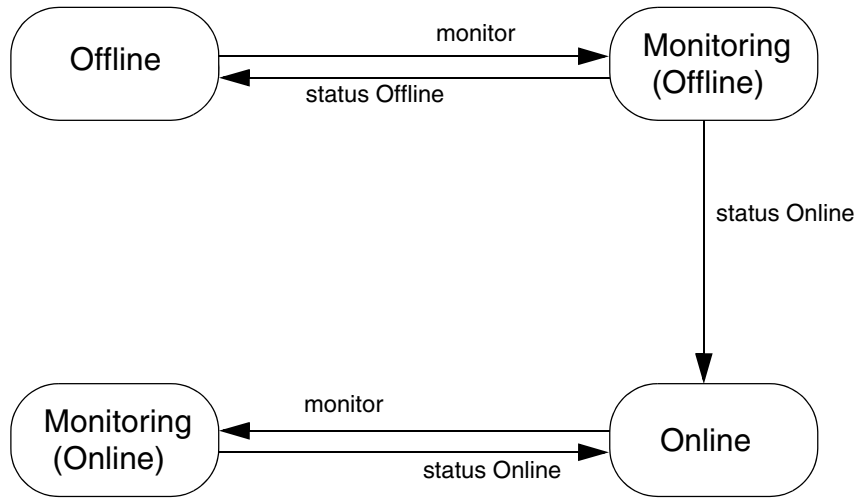 Offline
monitor
status Offline
Monitoring
(Offline)
status Online
Monitoring
(Online)
monitor
status Online
Online